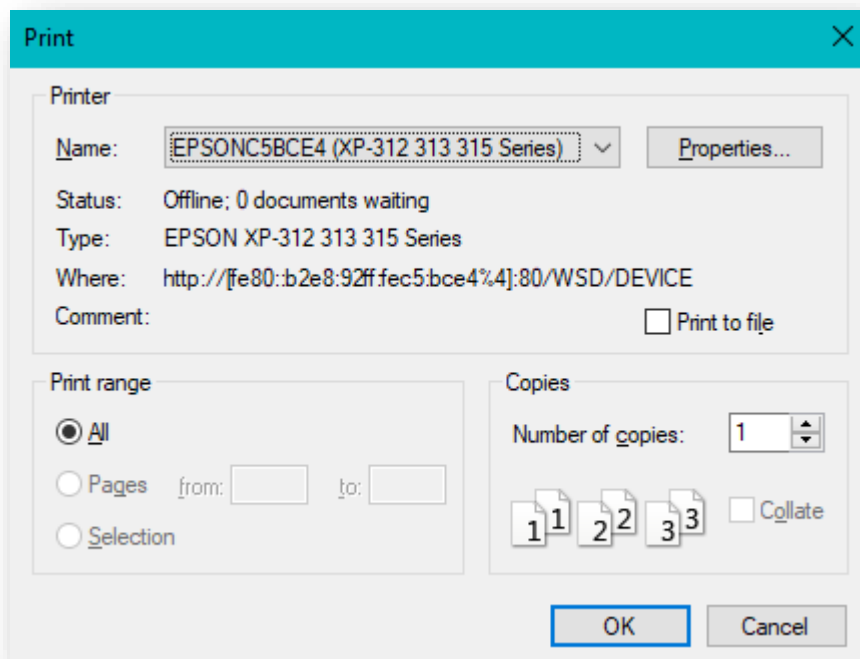 Print
Printer
Name: EPSONC5BCE4 (XP-312 313 315 Series) Properties...
Status: Offline; 0 documents waiting
Type: EPSON XP-312 313 315 Series
Where: http://[fe80::b2e8:92ff:fec5:bce4%4]:80/WSD/DEVICE
Comment: Print to file
Print range
All
Pages from: to:
Selection
Copies
Number of copies: 1
1 1 2 2 3 3 Collate
OK Cancel